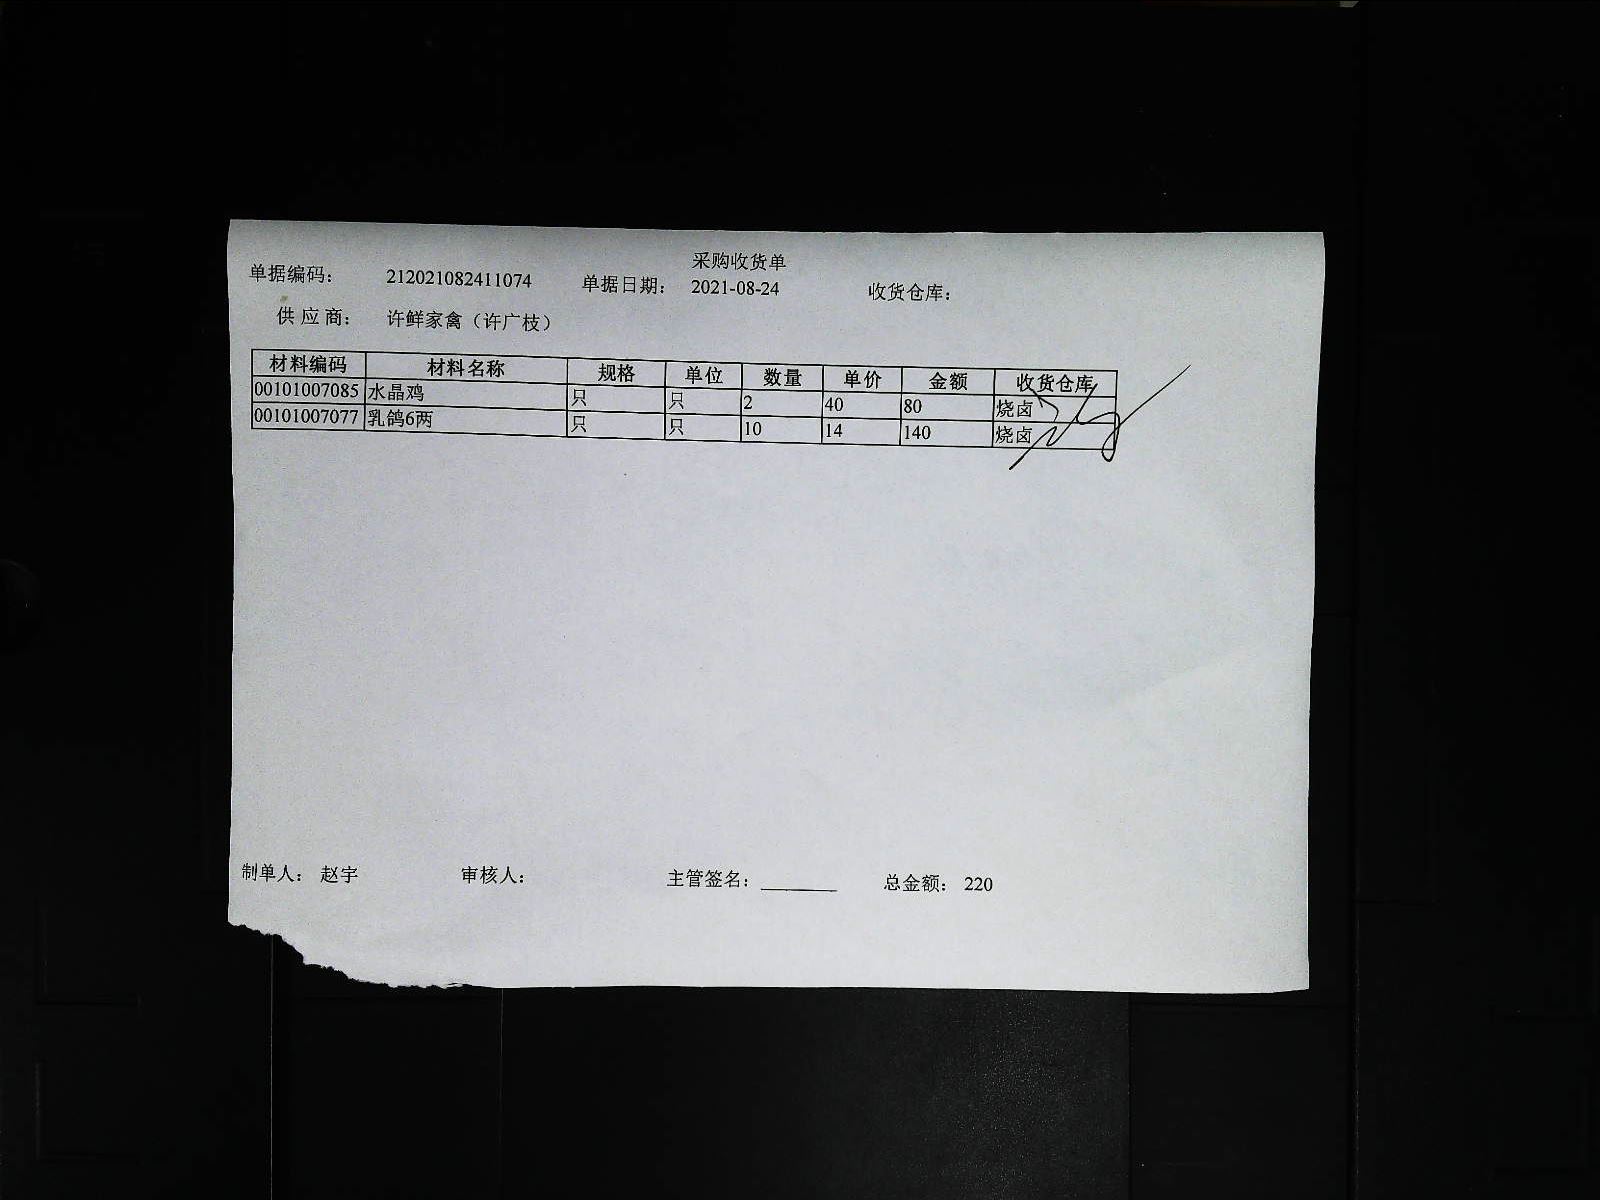 采购收货单
单据编码： 212021082411074 单据日期： 2021-08-24 收货仓库：
供应商： 许鲜家禽（许广枝）
材料编码 材料名称 规格 单位 数量 单价 金额 收货仓库
00101007085 水晶鸡 只 只 2 40 80 烧卤
00101007077 乳鸽6两 只 只 10 14 140 烧卤
制单人： 赵宇 审核人： 主管签名：________ 总金额： 220